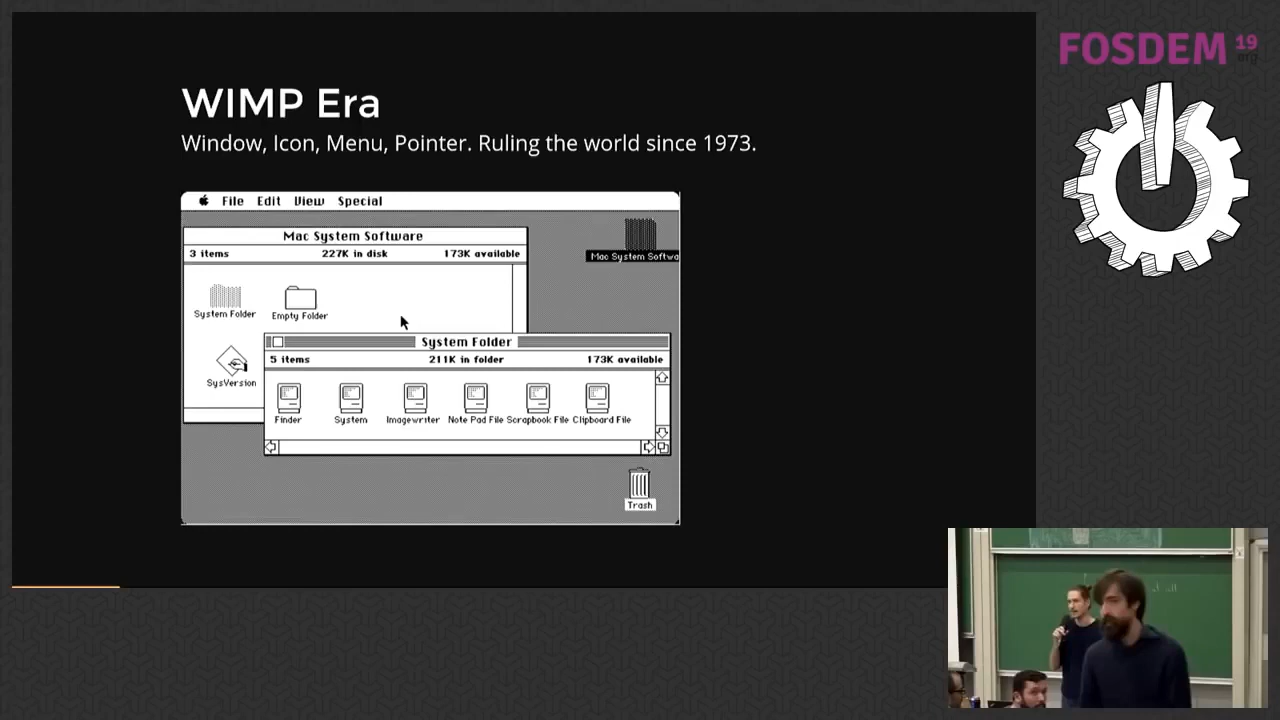 FOSDEM 19
.org
WIMP Era
Window, Icon, Menu, Pointer. Ruling the world since 1973.
File Edit View Special
Mac System Software
3 items 227K in disk 173K available
Mac System Softwa
System Folder
Empty Folder
SysVersion
System Folder
5 items 211K in folder 173K available
Finder
System
Imagewriter
Note Pad File
Scrapbook File
Clipboard File
Trash